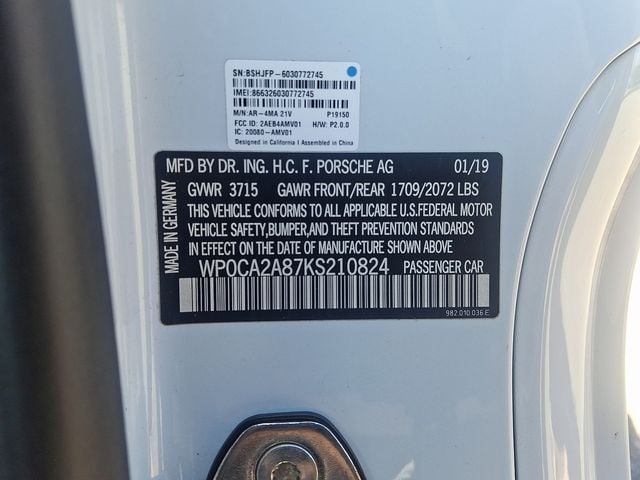 SN:BSHJFP-6030772745
IMEI:866326030772745
M/N:AR-4MA 21V P19150
FCC ID: 2AEB4AMV01 H/W: P2.0.0
IC: 20080-AMV01
Designed in California | Assembled in China
MFD BY DR. ING. H.C. F. PORSCHE AG 01/19
GVWR 3715 GAWR FRONT/REAR 1709/2072 LBS
THIS VEHICLE CONFORMS TO ALL APPLICABLE U.S.FEDERAL MOTOR
VEHICLE SAFETY,BUMPER,AND THEFT PREVENTION STANDARDS
IN EFFECT ON THE DATE OF MANUFACTURE SHOWN ABOVE
WP0CA2A87KS210824 PASSENGER CAR
982.010.036 E
MADE IN GERMANY